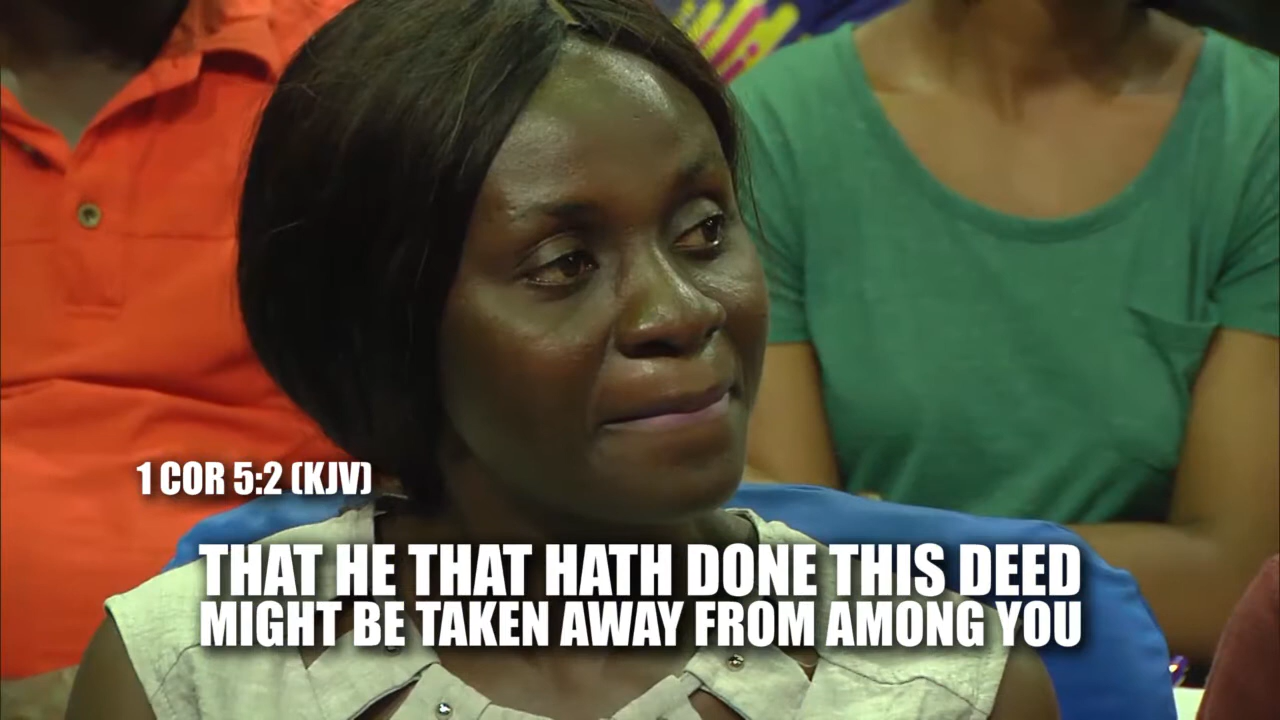 1 COR 5:2 (KJV)
THAT HE THAT HATH DONE THIS DEED
MIGHT BE TAKEN AWAY FROM AMONG YOU